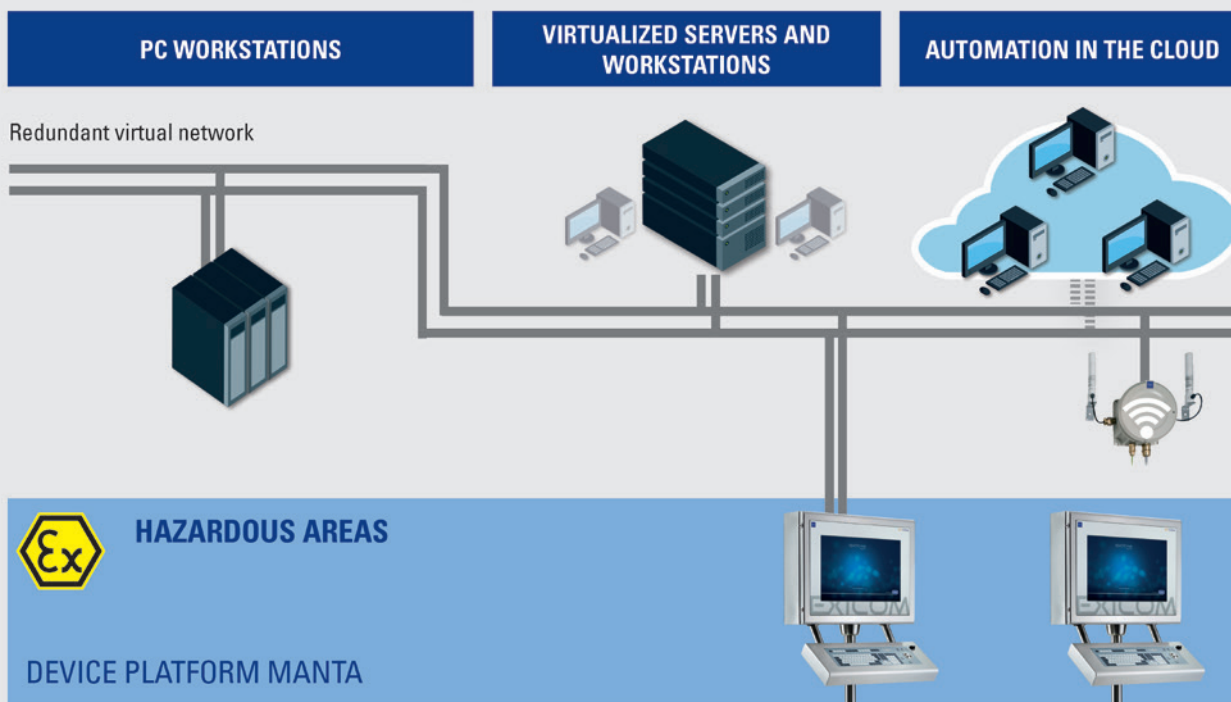 PC WORKSTATIONS
VIRTUALIZED SERVERS AND
WORKSTATIONS
AUTOMATION IN THE CLOUD
Redundant virtual network
Ex
HAZARDOUS AREAS
EXICOM
EXICOM
DEVICE PLATFORM MANTA